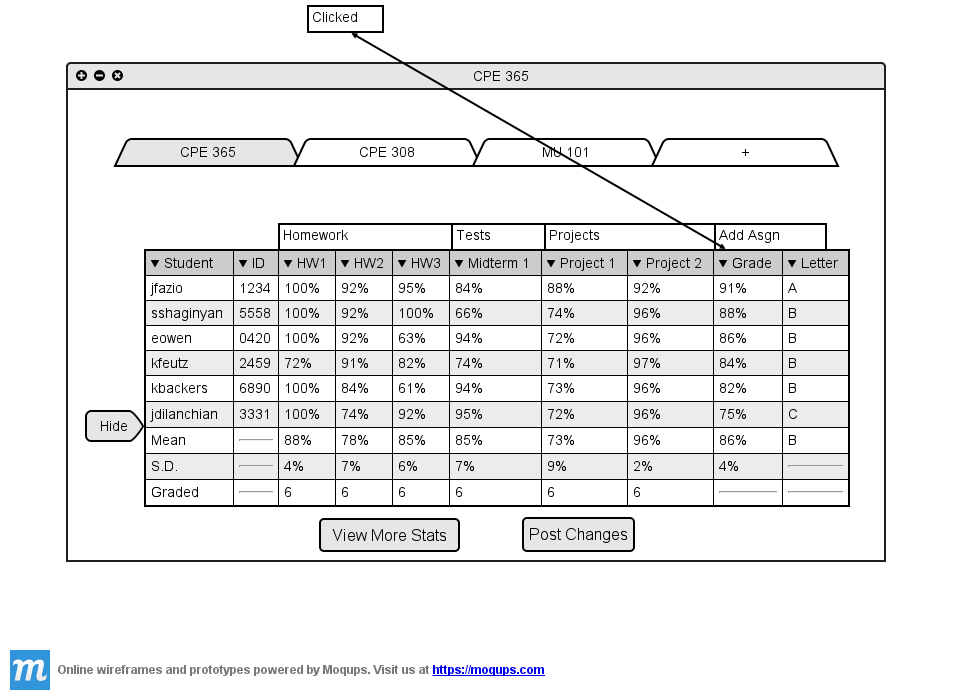 Clicked
CPE 365
CPE 365 CPE 308 MU 101 +
Homework Tests Projects Add Asgn
▼ Student ▼ ID ▼ HW1 ▼ HW2 ▼ HW3 ▼ Midterm 1 ▼ Project 1 ▼ Project 2 ▼ Grade ▼ Letter
jfazio 1234 100% 92% 95% 84% 88% 92% 91% A
sshaginyan 5558 100% 92% 100% 66% 74% 96% 88% B
eowen 0420 100% 92% 63% 94% 72% 96% 86% B
kfeutz 2459 72% 91% 82% 74% 71% 97% 84% B
kbackers 6890 100% 84% 61% 94% 73% 96% 82% B
jdilanchian 3331 100% 74% 92% 95% 72% 96% 75% C
Hide
Mean 88% 78% 85% 85% 73% 96% 86% B
S.D. 4% 7% 6% 7% 9% 2% 4%
Graded 6 6 6 6 6 6
View More Stats Post Changes
m Online wireframes and prototypes powered by Moqups. Visit us at https://moqups.com